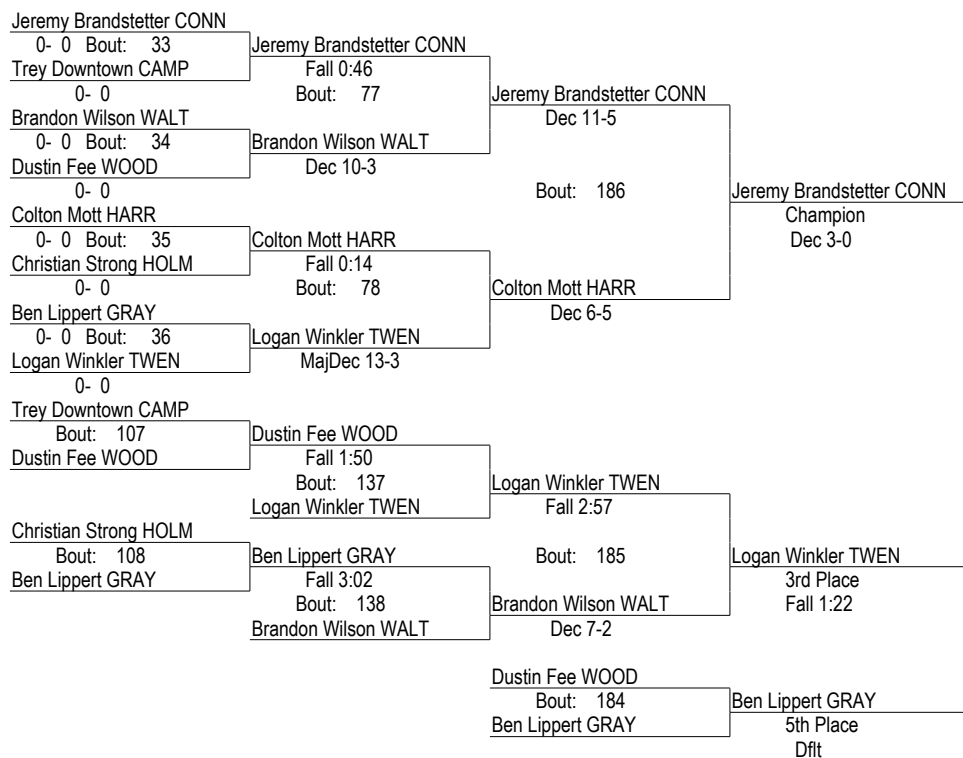 Jeremy Brandstetter CONN
0- 0 Bout: 33
Trey Downtown CAMP
0- 0
Brandon Wilson WALT
0- 0 Bout: 34
Dustin Fee WOOD
0- 0
Colton Mott HARR
0- 0 Bout: 35
Christian Strong HOLM
0- 0
Ben Lippert GRAY
0- 0 Bout: 36
Logan Winkler TWEN
0- 0
Jeremy Brandstetter CONN
Fall 0:46
Bout: 77
Brandon Wilson WALT
Dec 10-3
Colton Mott HARR
Fall 0:14
Bout: 78
Logan Winkler TWEN
MajDec 13-3
Jeremy Brandstetter CONN
Dec 11-5
Bout: 186
Colton Mott HARR
Dec 6-5
Jeremy Brandstetter CONN
Champion
Dec 3-0
Trey Downtown CAMP
Bout: 107
Dustin Fee WOOD
Christian Strong HOLM
Bout: 108
Ben Lippert GRAY
Dustin Fee WOOD
Fall 1:50
Bout: 137
Logan Winkler TWEN
Ben Lippert GRAY
Fall 3:02
Bout: 138
Brandon Wilson WALT
Logan Winkler TWEN
Fall 2:57
Bout: 185
Brandon Wilson WALT
Dec 7-2
Logan Winkler TWEN
3rd Place
Fall 1:22
Dustin Fee WOOD
Bout: 184
Ben Lippert GRAY
Ben Lippert GRAY
5th Place
Dflt